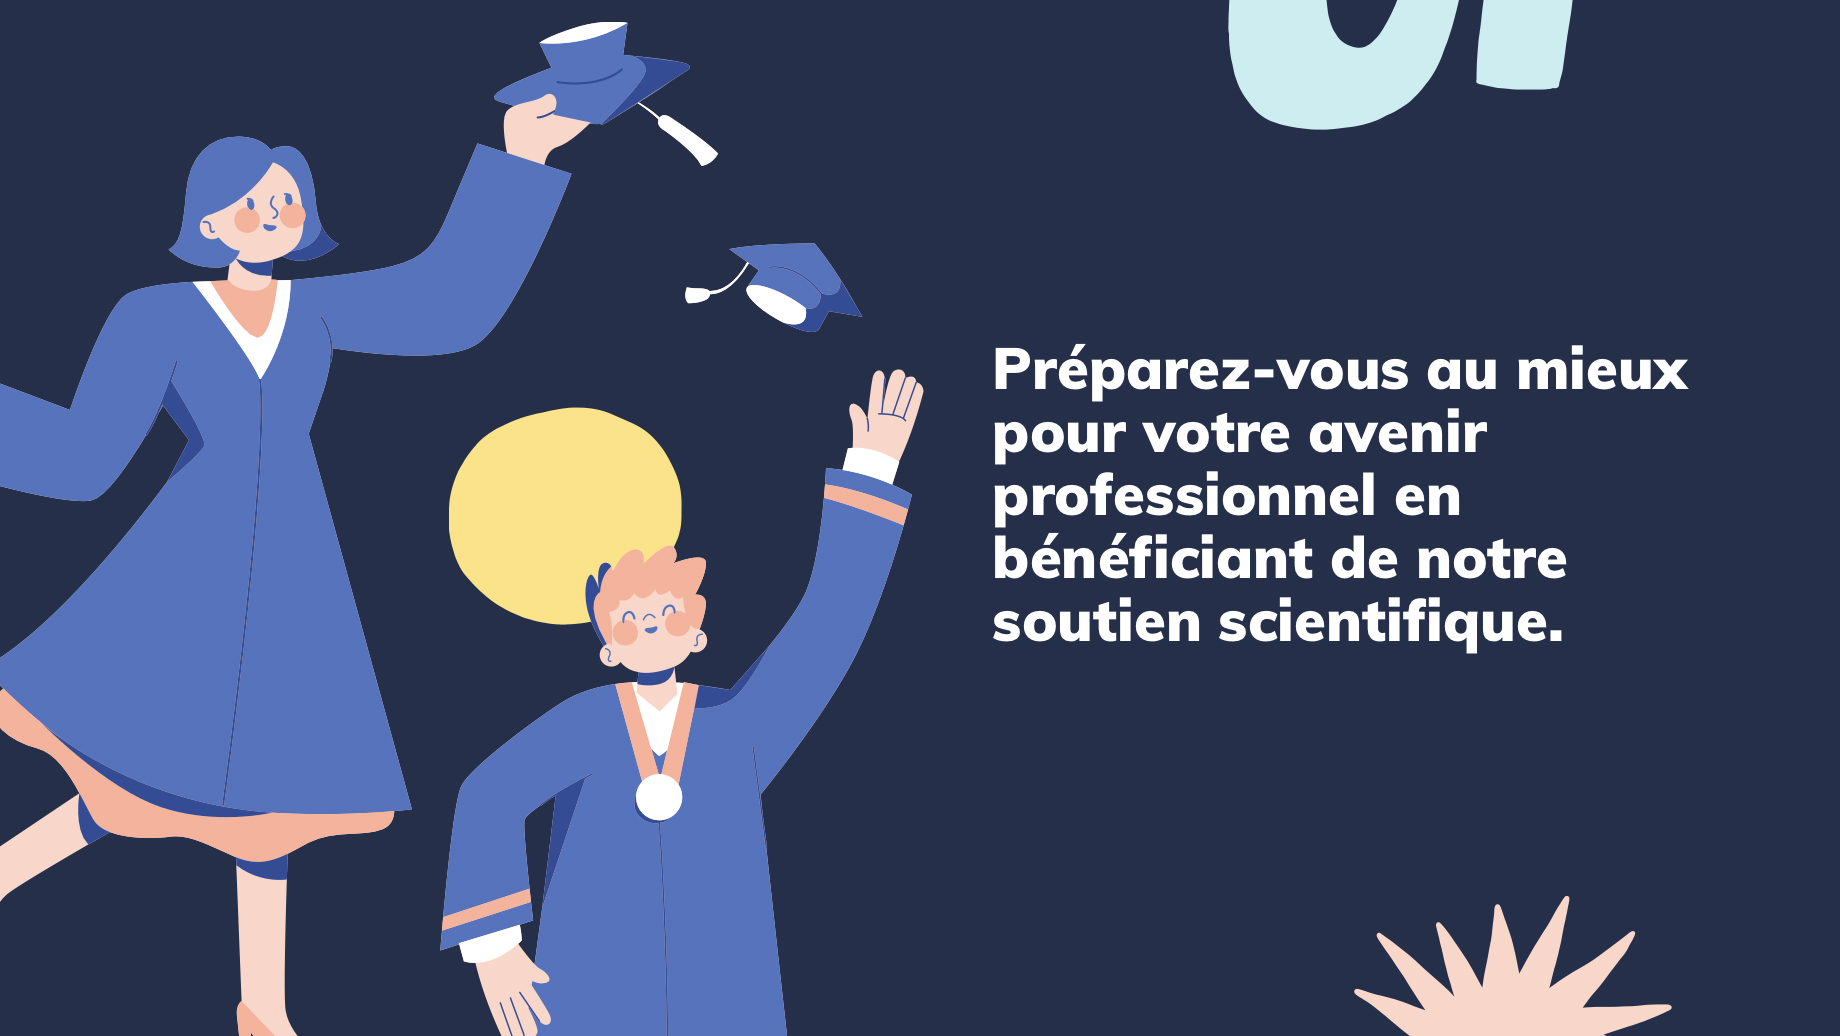 Préparez-vous au mieux
pour votre avenir
professionnel en
bénéficiant de notre
soutien scientifique.